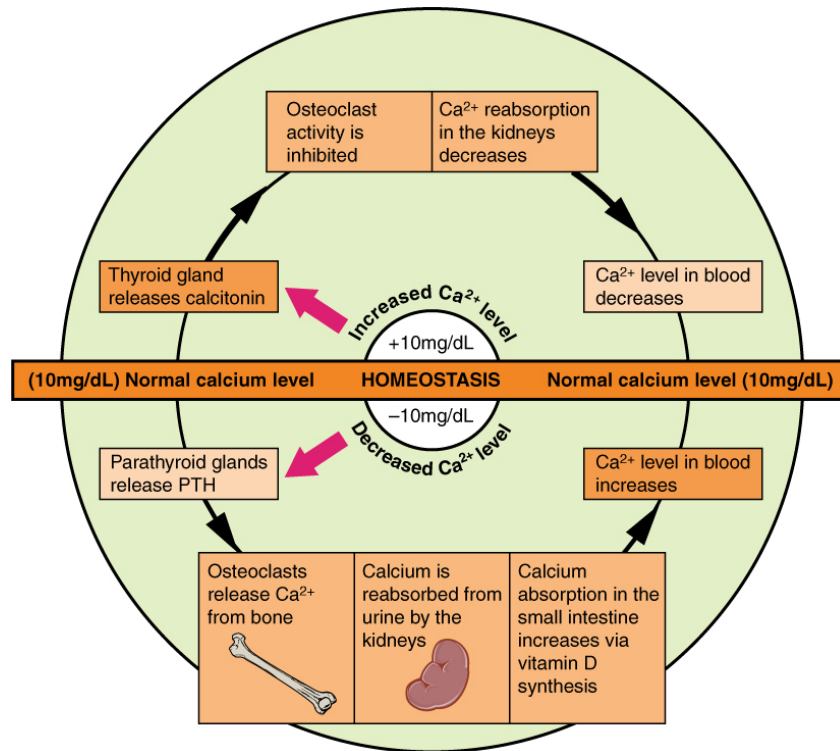 Osteoclast
activity is
inhibited
Ca²⁺ reabsorption
in the kidneys
decreases
Thyroid gland
releases calcitonin
Increased Ca²⁺ level
+10mg/dL
Ca²⁺ level in blood
decreases
(10mg/dL) Normal calcium level
HOMEOSTASIS
Normal calcium level (10mg/dL)
–10mg/dL
Decreased Ca²⁺ level
Parathyroid glands
release PTH
Ca²⁺ level in blood
increases
Osteoclasts
release Ca²⁺
from bone
Calcium is
reabsorbed from
urine by the
kidneys
Calcium
absorption in the
small intestine
increases via
vitamin D
synthesis